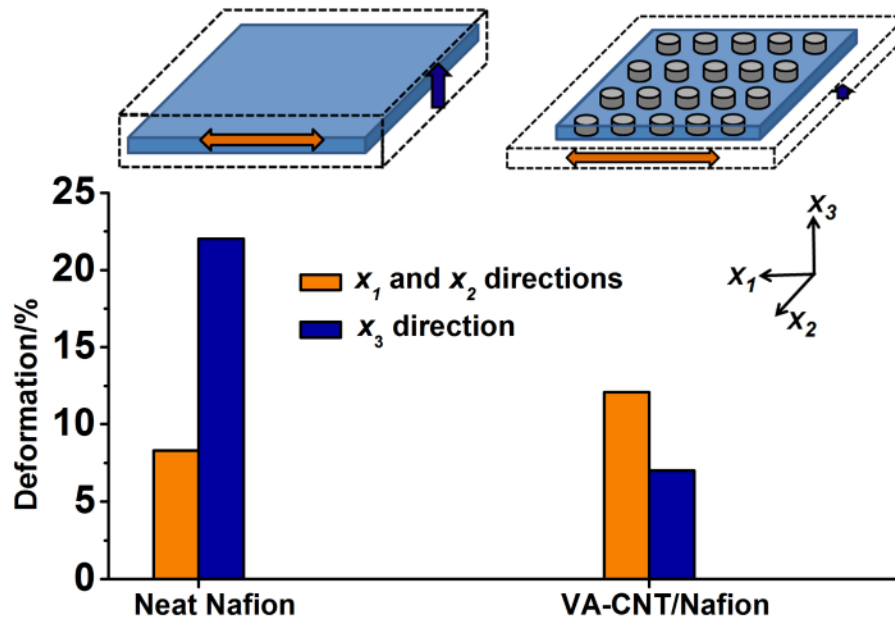 25
20
15
10
5
0
Deformation/%
x1 and x2 directions
x3 direction
X3
X1
X2
Neat Nafion
VA-CNT/Nafion